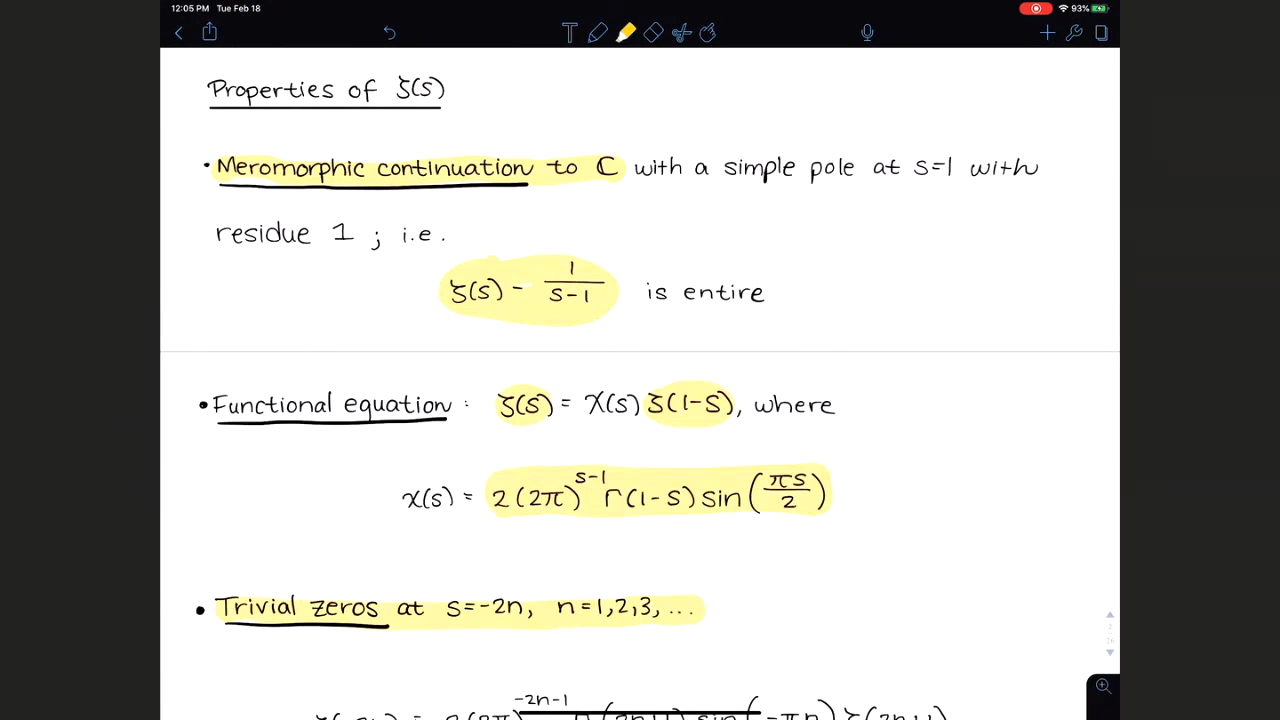 12:05 PM Tue Feb 18 93%
Properties of ζ(s)
• Meromorphic continuation to ℂ with a simple pole at s=1 with
residue 1 ; i.e.
ζ(s) - 1/(s-1) is entire
• Functional equation : ζ(s) = χ(s) ζ(1-s), where
χ(s) = 2(2π)^(s-1) Γ(1-s) sin(πs/2)
• Trivial zeros at s=-2n, n=1,2,3, ...
-2n-1